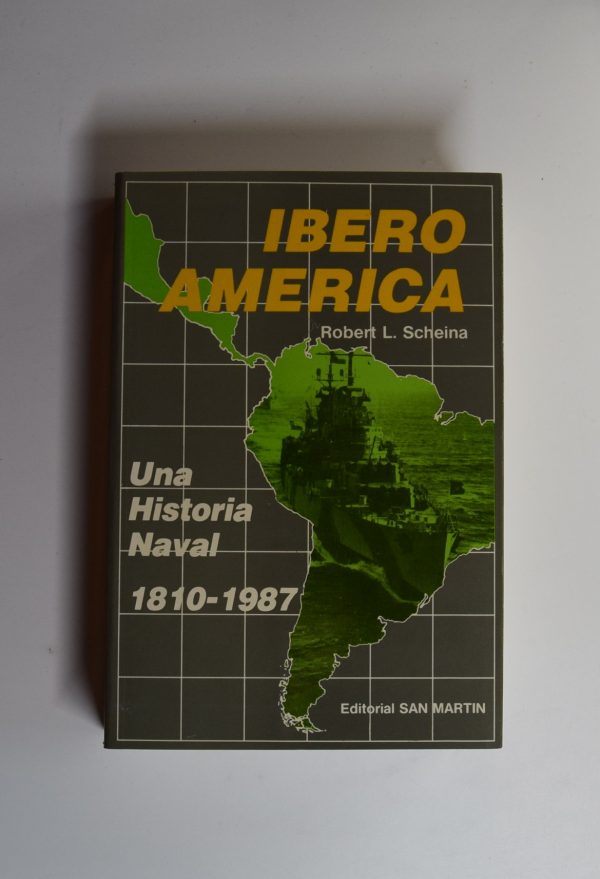 IBERO
AMERICA
Robert L. Scheina
Una
Historia
Naval
1810-1987
Editorial SAN MARTIN